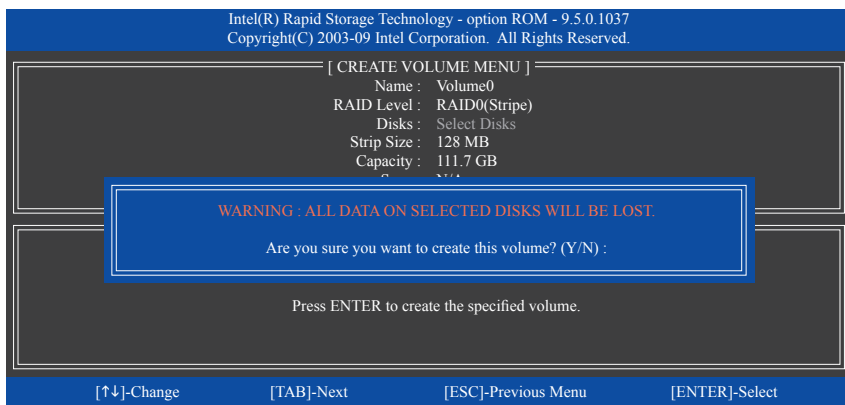 Intel(R) Rapid Storage Technology - option ROM - 9.5.0.1037
Copyright(C) 2003-09 Intel Corporation.  All Rights Reserved.
[ CREATE VOLUME MENU ]
Name :  Volume0
RAID Level :  RAID0(Stripe)
Disks :  Select Disks
Strip Size :  128 MB
Capacity :  111.7 GB
WARNING : ALL DATA ON SELECTED DISKS WILL BE LOST.
Are you sure you want to create this volume? (Y/N) :
Press ENTER to create the specified volume.
[↑↓]-Change  [TAB]-Next  [ESC]-Previous Menu  [ENTER]-Select